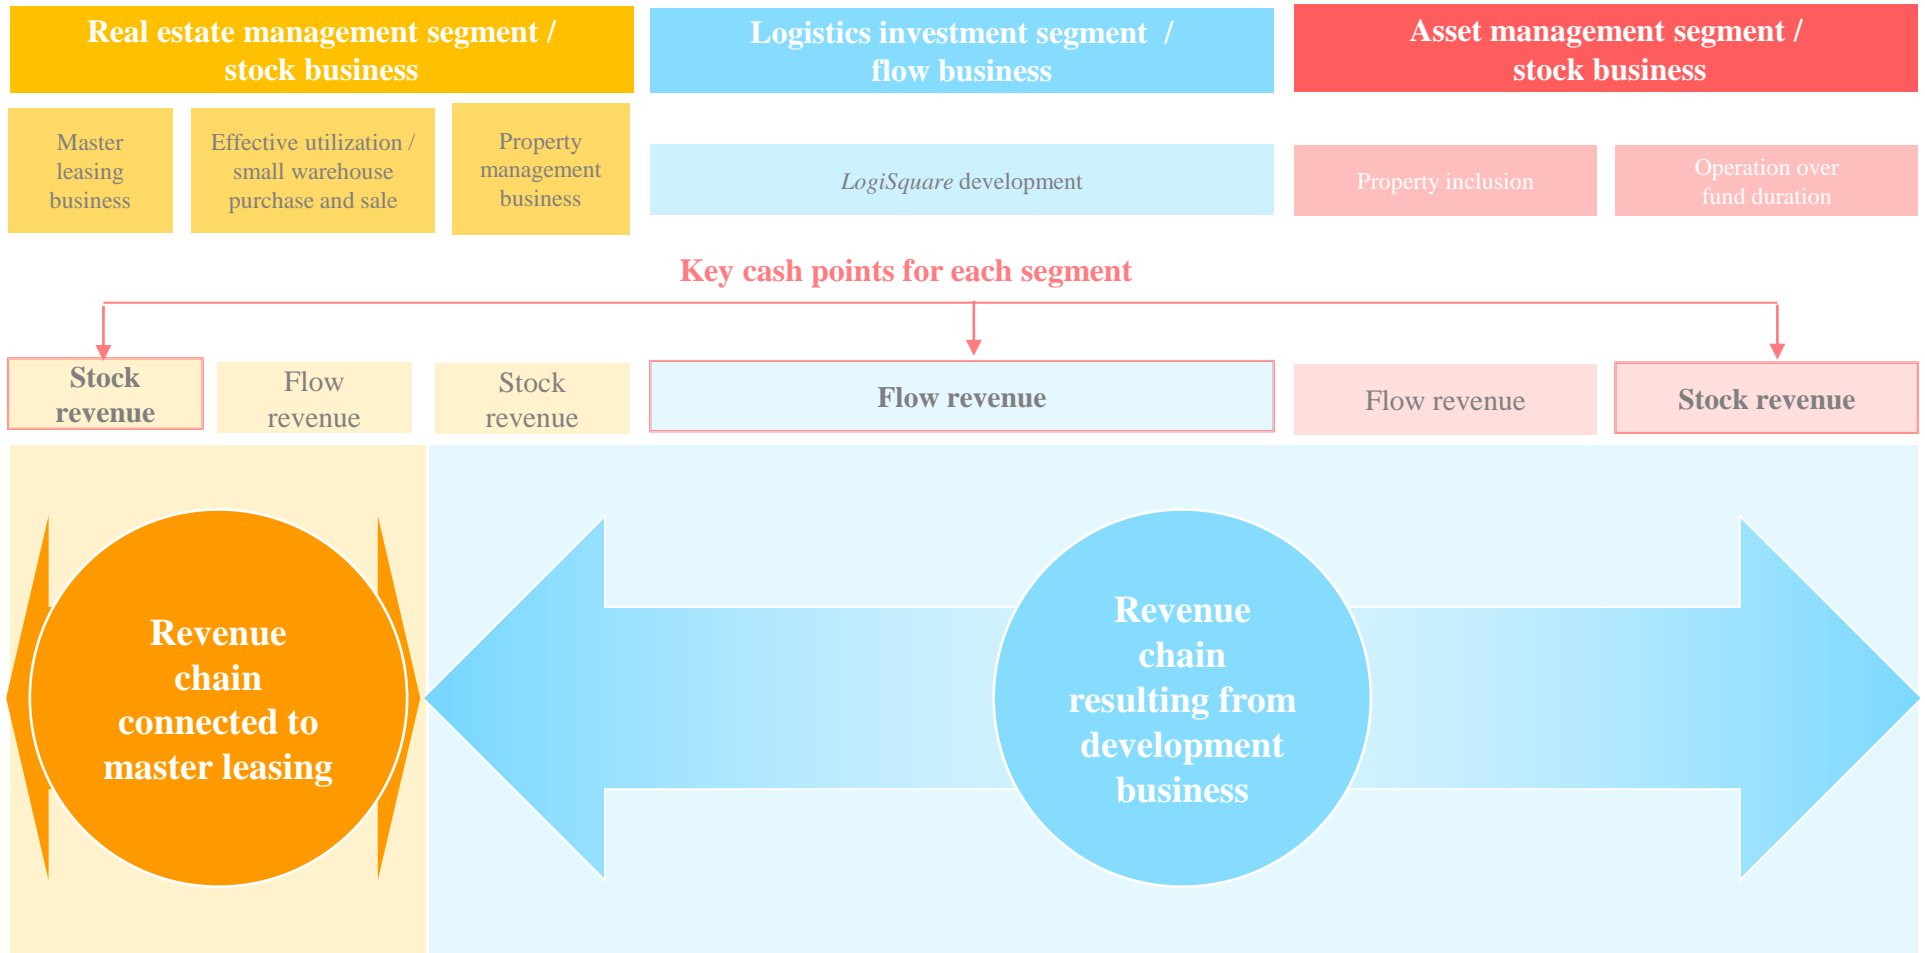 Real estate management segment /
stock business
Logistics investment segment /
flow business
Asset management segment /
stock business
Master
leasing
business
Effective utilization /
small warehouse
purchase and sale
Property
management
business
LogiSquare development
Property inclusion
Operation over
fund duration
Key cash points for each segment
Stock
revenue
Flow
revenue
Stock
revenue
Flow revenue
Flow revenue
Stock revenue
Revenue
chain
connected to
master leasing
Revenue
chain
resulting from
development
business